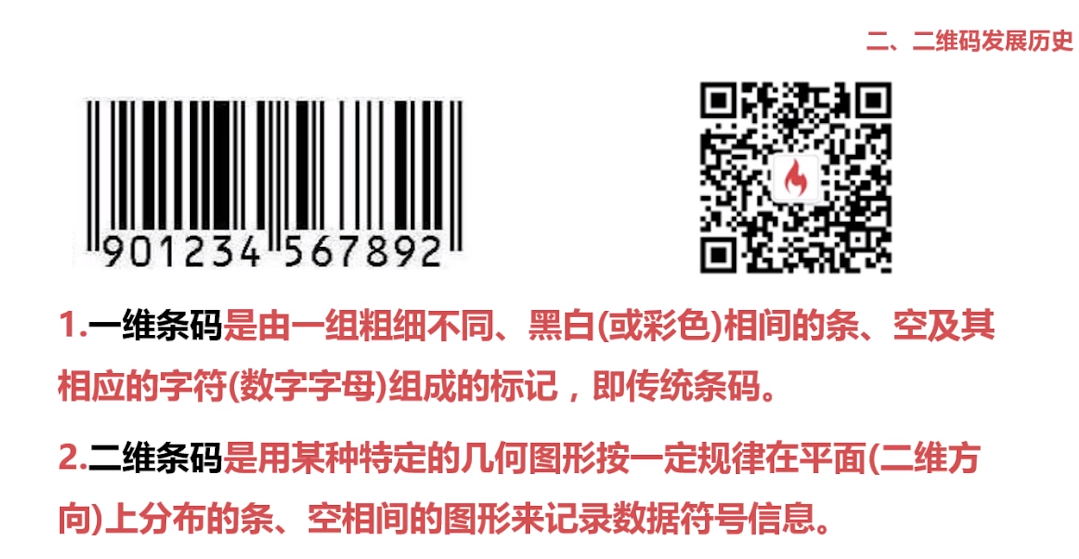 二、二维码发展历史
901234 567892
1.一维条码是由一组粗细不同、黑白(或彩色)相间的条、空及其
相应的字符(数字字母)组成的标记，即传统条码。
2.二维条码是用某种特定的几何图形按一定规律在平面(二维方
向)上分布的条、空相间的图形来记录数据符号信息。